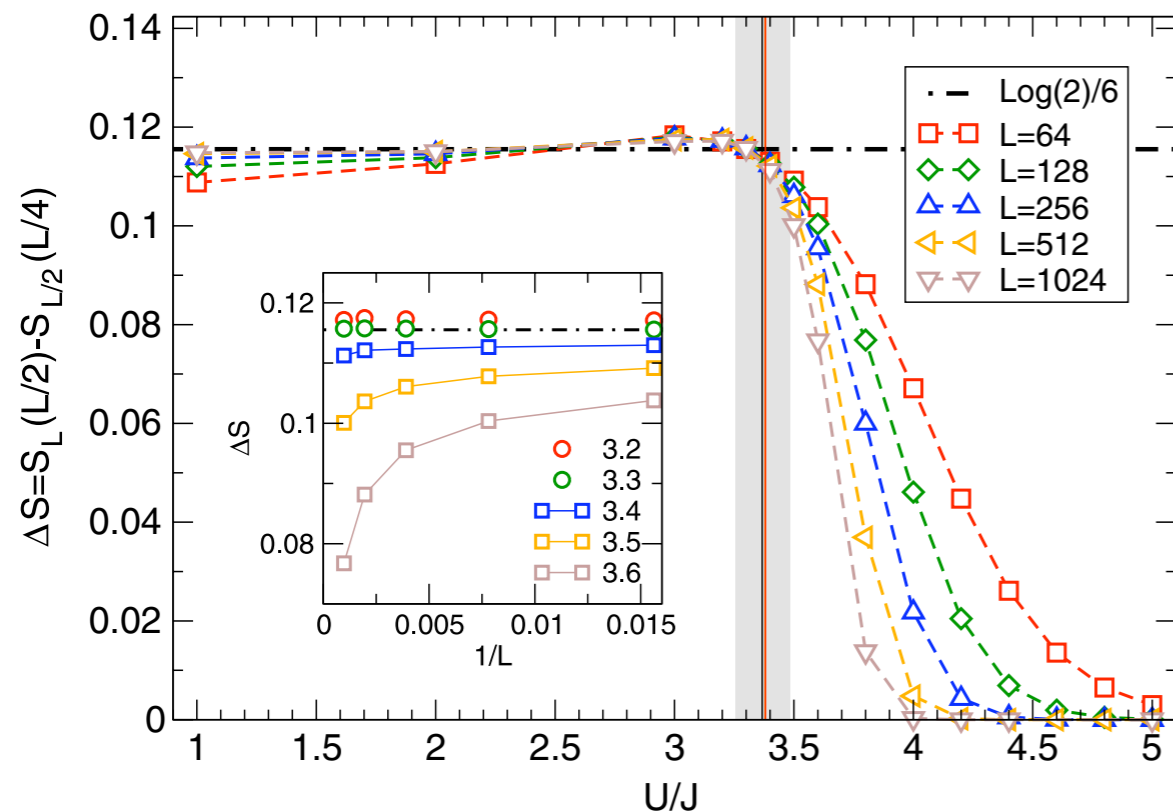 0.14
0.12
0.1
0.08
0.06
0.04
0.02
0
ΔS=S_L(L/2)-S_{L/2}(L/4)
1
1.5
2
2.5
3
3.5
4
4.5
5
U/J
Log(2)/6
L=64
L=128
L=256
L=512
L=1024
0.12
0.1
0.08
ΔS
0
0.005
0.01
0.015
1/L
3.2
3.3
3.4
3.5
3.6